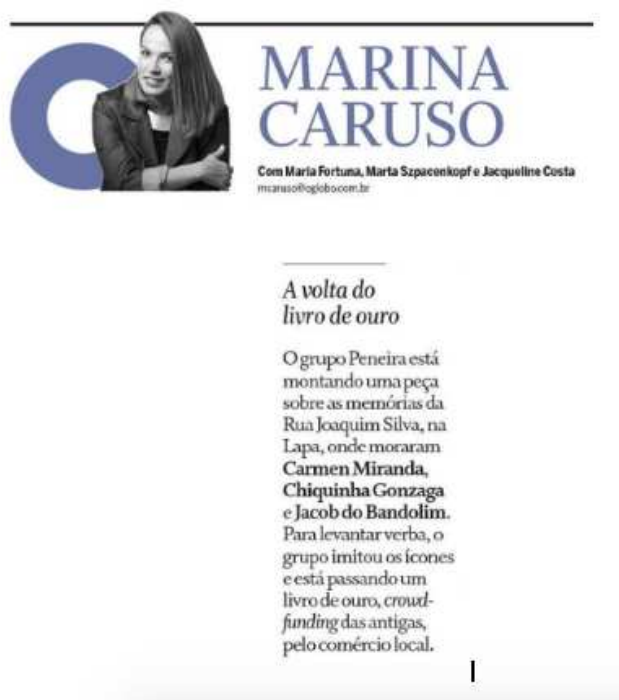 MARINA
CARUSO
Com Maria Fortuna, Marta Szpacenkopf e Jacqueline Costa
mcaruso@oglobo.com.br
A volta do
livro de ouro
O grupo Peneira está
montando uma peça
sobre as memórias da
Rua Joaquim Silva, na
Lapa, onde moraram
Carmen Miranda,
Chiquinha Gonzaga
e Jacob do Bandolim.
Para levantar verba, o
grupo imitou os ícones
e está passando um
livro de ouro, crowd-
funding das antigas,
pelo comércio local.